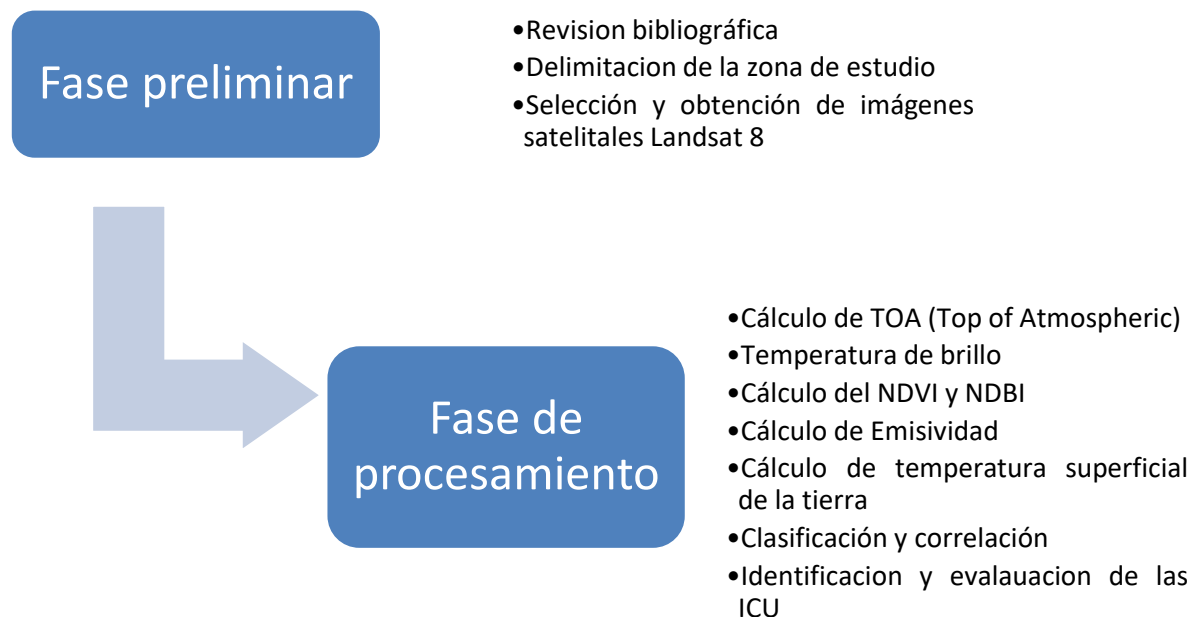 Fase preliminar
•Revision bibliográfica
•Delimitacion de la zona de estudio
•Selección y obtención de imágenes
satelitales Landsat 8
Fase de
procesamiento
•Cálculo de TOA (Top of Atmospheric)
•Temperatura de brillo
•Cálculo del NDVI y NDBI
•Cálculo de Emisividad
•Cálculo de temperatura superficial
de la tierra
•Clasificación y correlación
•Identificacion y evalauacion de las
ICU